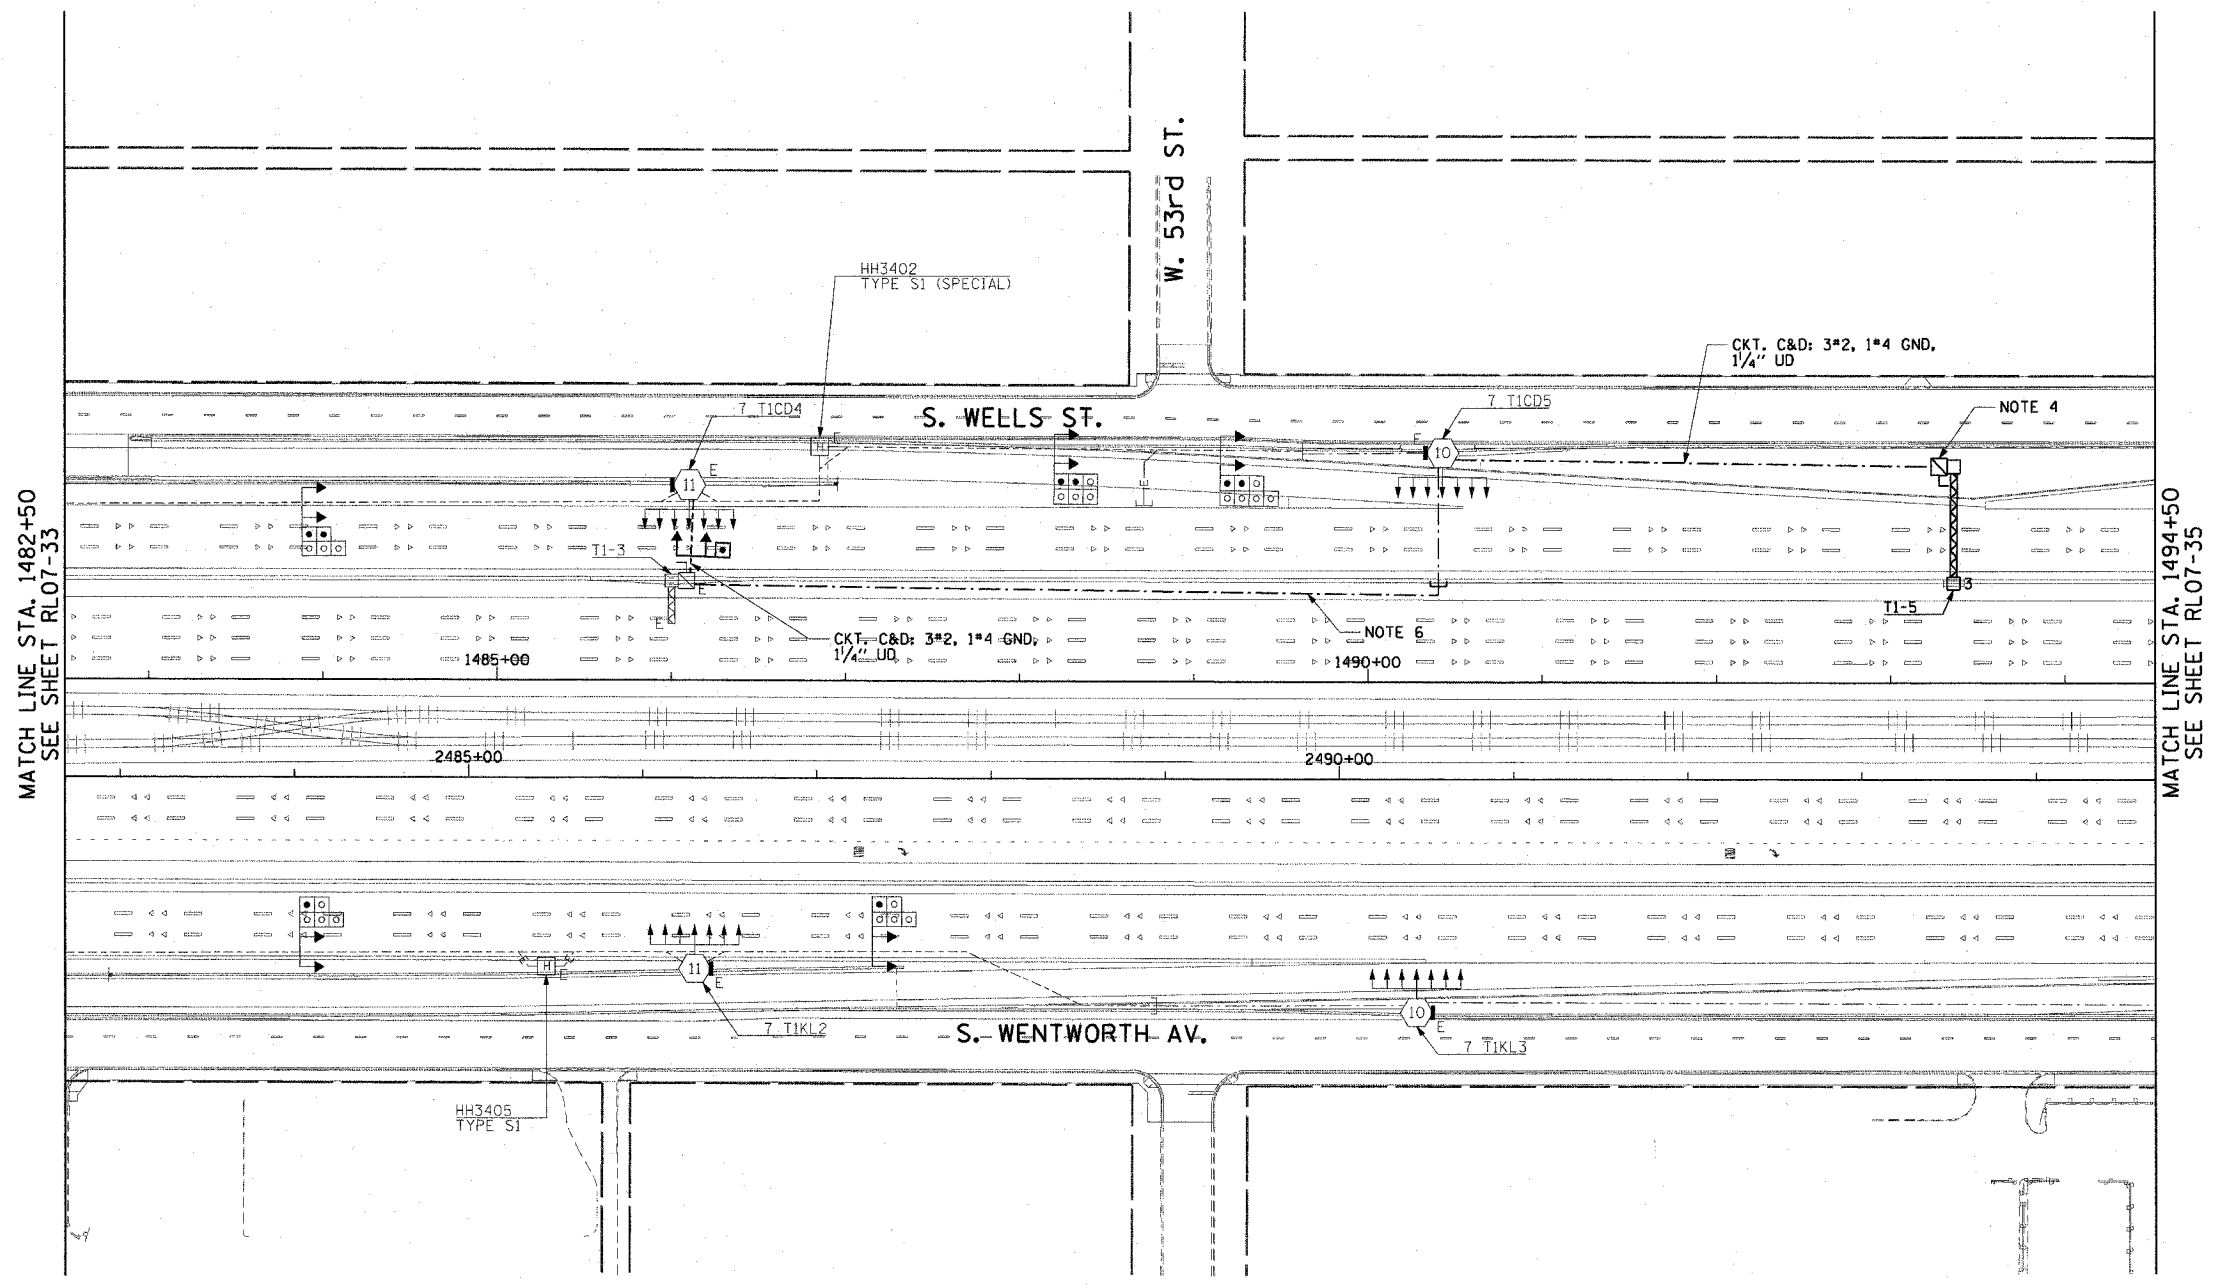 W. 53rd ST.
HH3402
TYPE S1 (SPECIAL)
CKT. C&D: 3#2, 1#4 GND,
1 1/4" UD
7 T1CD4
S. WELLS ST.
7 T1CD5
NOTE 4
E
E
10
H
11
E
E
T1-3
E
E
3
T1-5
CKT. C&D: 3#2, 1#4 GND,
1 1/4" UD
NOTE 6
1485+00
1490+00
MATCH LINE STA. 1482+50
SEE SHEET RL07-33
MATCH LINE STA. 1494+50
SEE SHEET RL07-35
2485+00
2490+00
H
E
11
E
10
E
7 T1KL2
S. WENTWORTH AV.
7 T1KL3
HH3405
TYPE S1